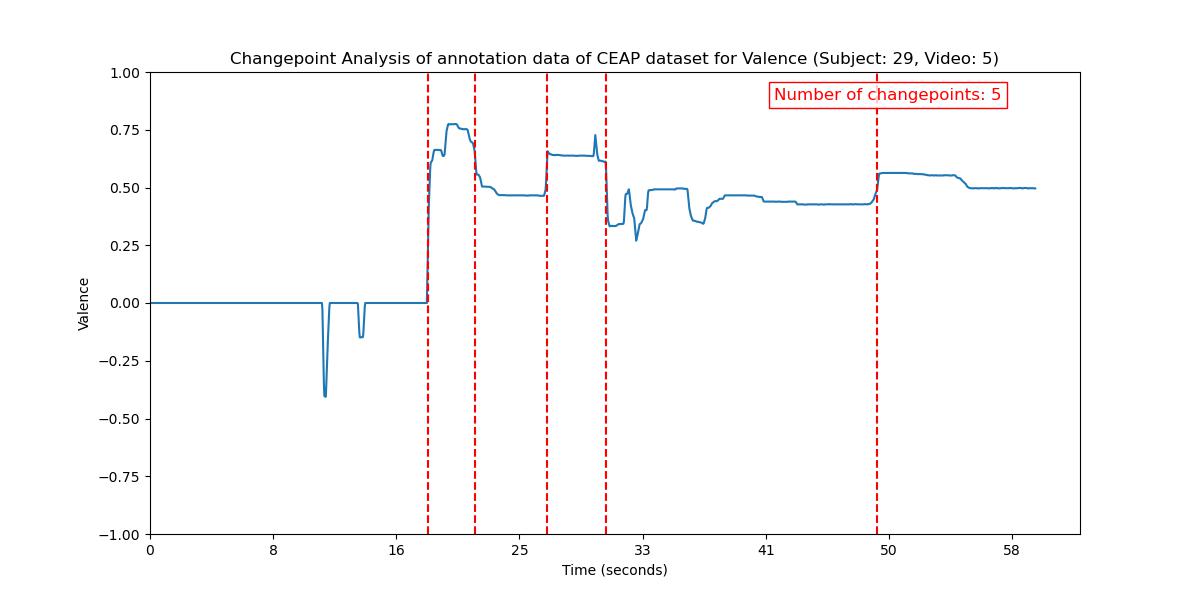 Changepoint Analysis of annotation data of CEAP dataset for Valence (Subject: 29, Video: 5)
Number of changepoints: 5
1.00
0.75
0.50
0.25
0.00
−0.25
−0.50
−0.75
−1.00
Valence
0 8 16 25 33 41 50 58
Time (seconds)